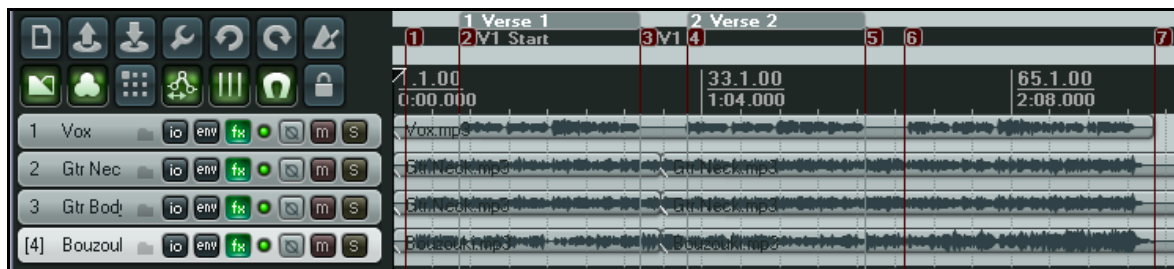 1 Verse 1 2 Verse 2
1 2 V1 Start 3 V1 4 5 6 7
.1.00 33.1.00 65.1.00
0:00.000 1:04.000 2:08.000
1 Vox io env fx m S Vox.mp3
2 Gtr Nec io env fx m S Gtr Neck.mp3 Gtr Neck.mp3
3 Gtr Body io env fx m S Gtr Neck.mp3 Gtr Neck.mp3
[4] Bouzoul io env fx m S Bouzouki.mp3 Bouzouki.mp3